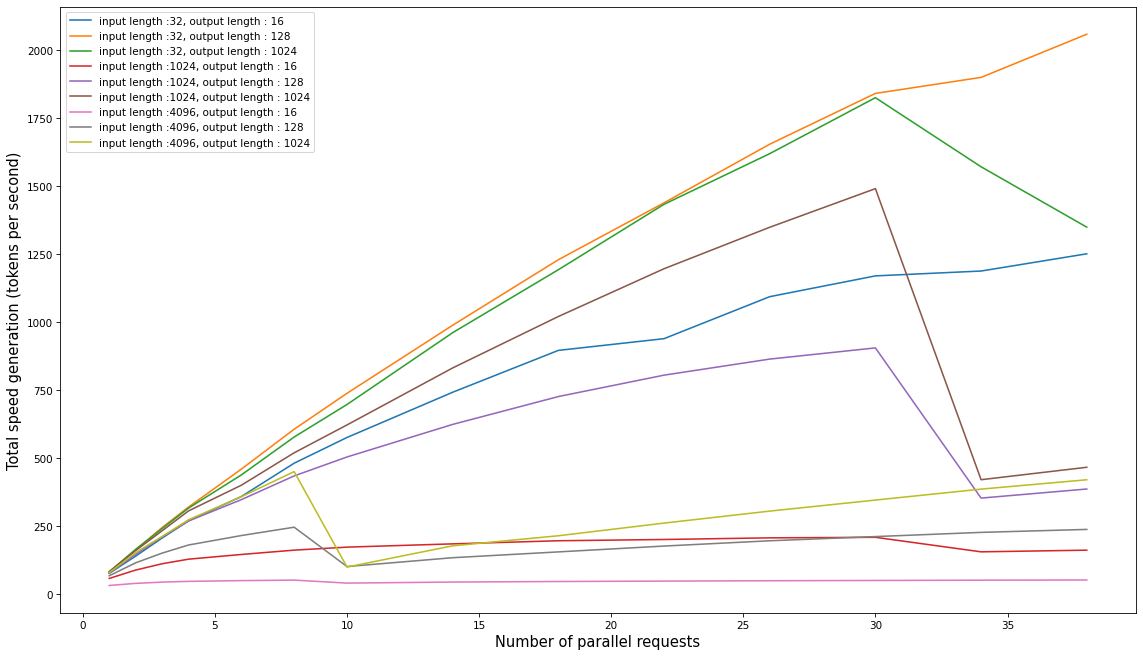 input length :32, output length : 16
input length :32, output length : 128
input length :32, output length : 1024
input length :1024, output length : 16
input length :1024, output length : 128
input length :1024, output length : 1024
input length :4096, output length : 16
input length :4096, output length : 128
input length :4096, output length : 1024
Total speed generation (tokens per second)
2000
1750
1500
1250
1000
750
500
250
0
0 5 10 15 20 25 30 35
Number of parallel requests